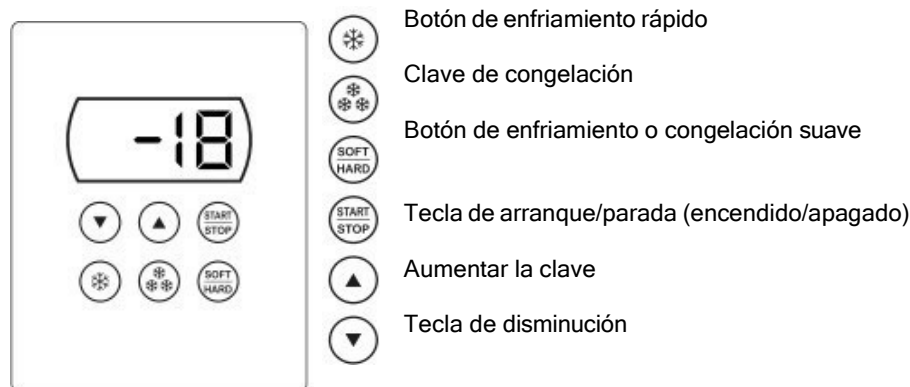 -18
START
STOP
SOFT
HARD
Botón de enfriamiento rápido
Clave de congelación
SOFT
HARD
Botón de enfriamiento o congelación suave
START
STOP
Tecla de arranque/parada (encendido/apagado)
Aumentar la clave
Tecla de disminución